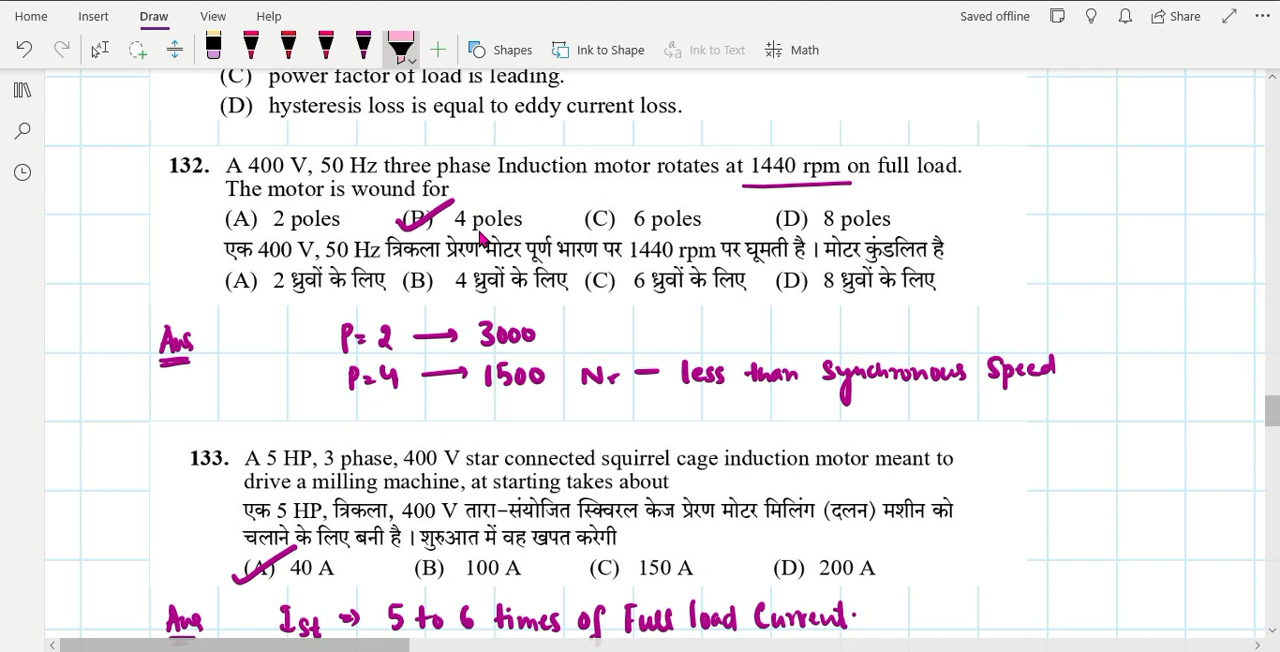 Home Insert Draw View Help Saved offline Share
Shapes Ink to Shape Ink to Text Math
(C) power factor of load is leading.
(D) hysteresis loss is equal to eddy current loss.
132. A 400 V, 50 Hz three phase Induction motor rotates at 1440 rpm on full load.
The motor is wound for
(A) 2 poles (B) 4 poles (C) 6 poles (D) 8 poles
एक 400 V, 50 Hz त्रिकला प्रेरण मोटर पूर्ण भारण पर 1440 rpm पर घूमती है । मोटर कुंडलित है
(A) 2 ध्रुवों के लिए (B) 4 ध्रुवों के लिए (C) 6 ध्रुवों के लिए (D) 8 ध्रुवों के लिए
Ans P= 2 → 3000
P=4 → 1500 Nr — less than Synchronous Speed
133. A 5 HP, 3 phase, 400 V star connected squirrel cage induction motor meant to
drive a milling machine, at starting takes about
एक 5 HP, त्रिकला, 400 V तारा-संयोजित स्क्विरल केज प्रेरण मोटर मिलिंग (दलन) मशीन को
चलाने के लिए बनी है । शुरुआत में वह खपत करेगी
(A) 40 A (B) 100 A (C) 150 A (D) 200 A
Ans Ist ⇒ 5 to 6 times of Full load Current.